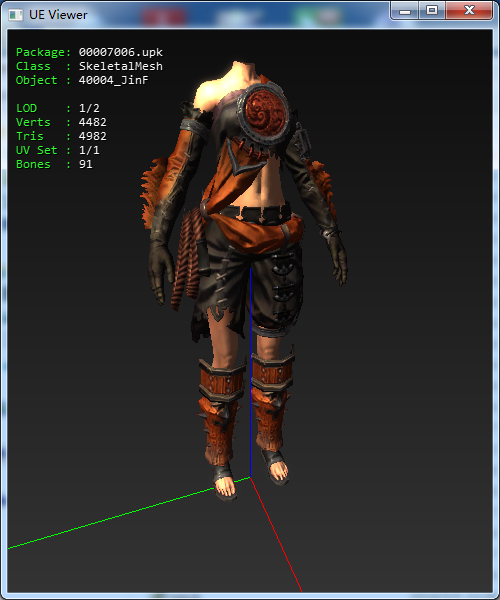 UE Viewer
Package: 00007006.upk
Class : SkeletalMesh
Object : 40004_JinF
LOD : 1/2
Verts : 4482
Tris : 4982
UV Set : 1/1
Bones : 91